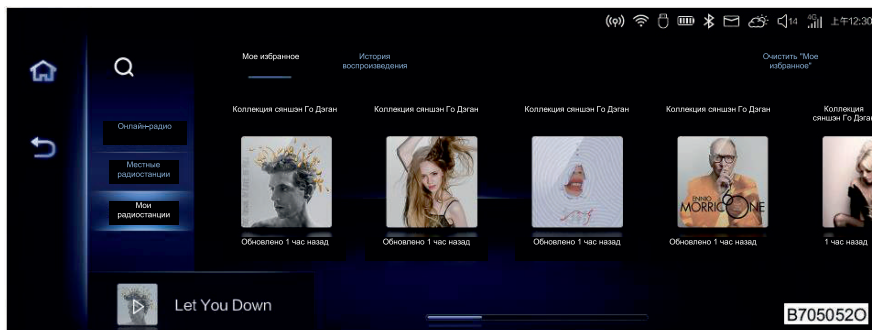 14 4G 上午12:30
Мое избранное
История
воспроизведения
Очистить "Мое
избранное"
Онлайн-радио
Местные
радиостанции
Мои
радиостанции
Коллекция сяншэн Го Дэган
Коллекция сяншэн Го Дэган
Коллекция сяншэн Го Дэган
Коллекция сяншэн Го Дэган
Коллекция
сяншэн Го Дэган
ENNIO
MORRICONE
60
Обновлено 1 час назад
Обновлено 1 час назад
Обновлено 1 час назад
Обновлено 1 час назад
1 час назад
Let You Down
B705052O